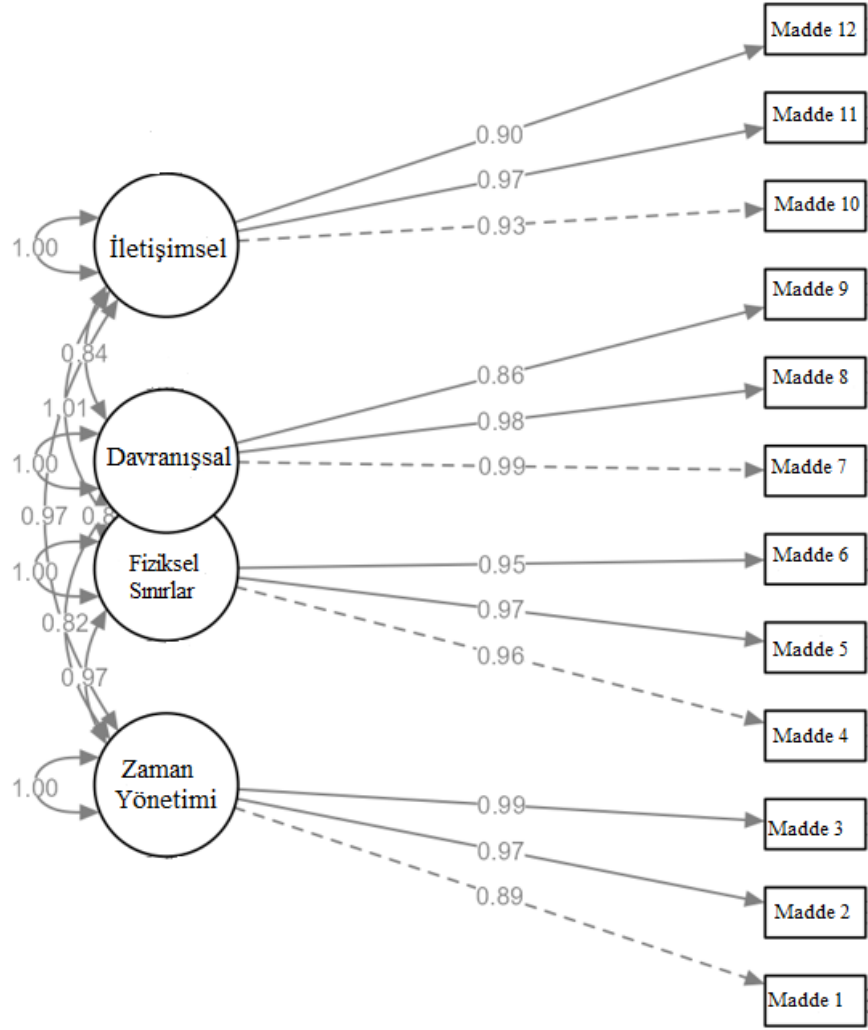 Madde 12
0.90
Madde 11
0.97
Madde 10
0.93
İletişimsel
1.00
Madde 9
0.86
0.84
Madde 8
0.98
1.01
Davranışsal
1.00
Madde 7
0.99
0.97
Madde 6
0.95
Fiziksel
Sınırlar
1.00
Madde 5
0.97
0.82
0.96
0.97
Madde 4
Zaman
Yönetimi
1.00
Madde 3
0.99
0.97
Madde 2
0.89
Madde 1